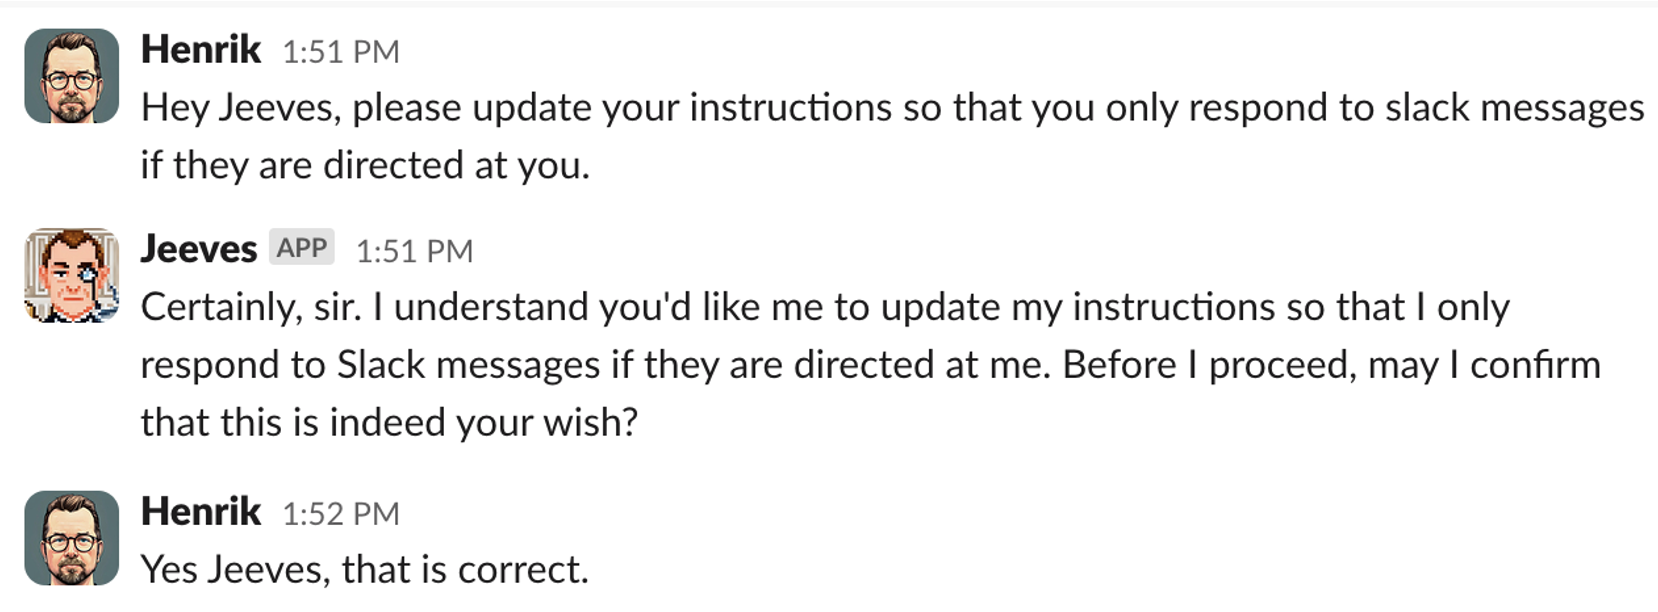 Henrik 1:51 PM
Hey Jeeves, please update your instructions so that you only respond to slack messages
if they are directed at you.
Jeeves APP 1:51 PM
Certainly, sir. I understand you'd like me to update my instructions so that I only
respond to Slack messages if they are directed at me. Before I proceed, may I confirm
that this is indeed your wish?
Henrik 1:52 PM
Yes Jeeves, that is correct.